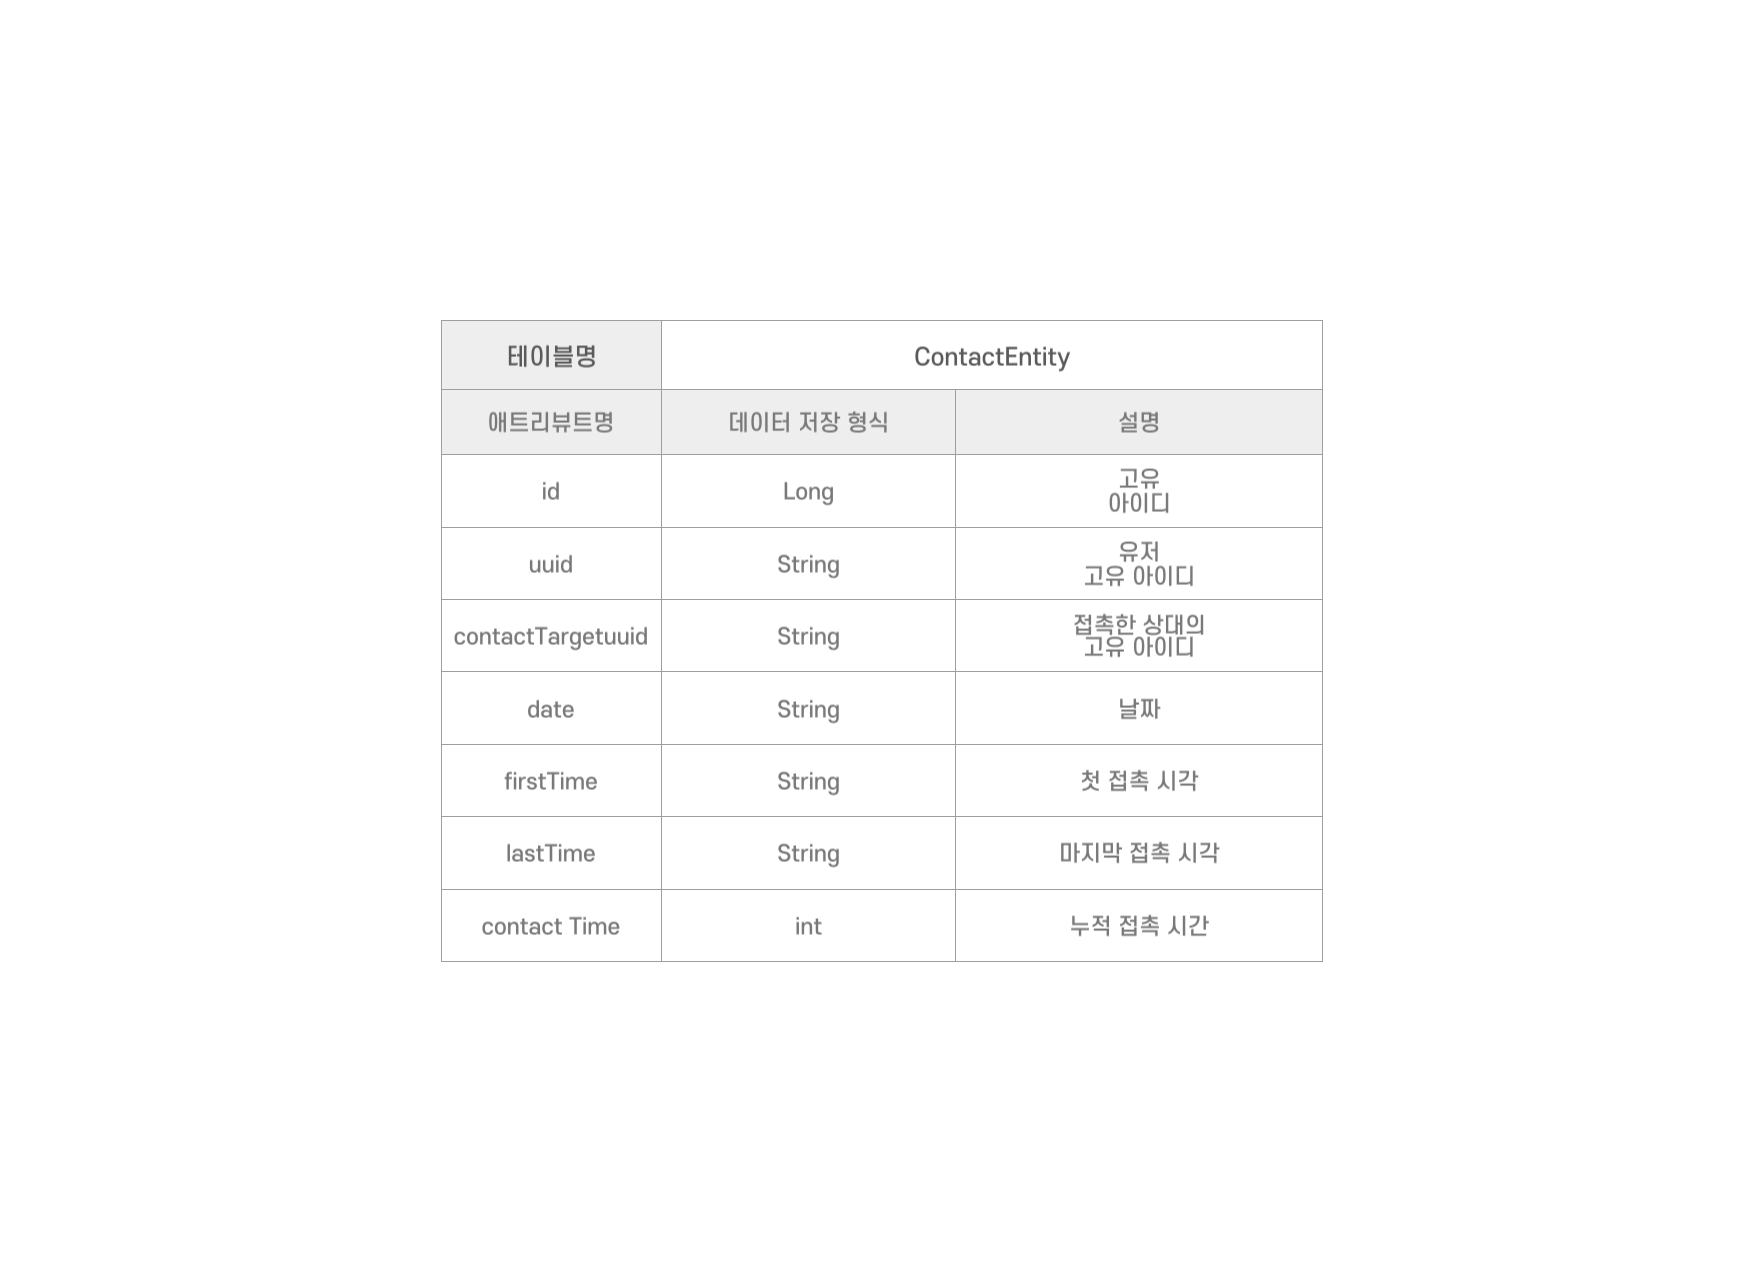 테이블명 ContactEntity
애트리뷰트명 데이터 저장 형식 설명
id Long 고유
아이디
uuid String 유저
고유 아이디
contactTargetuuid String 접촉한 상대의
고유 아이디
date String 날짜
firstTime String 첫 접촉 시각
lastTime String 마지막 접촉 시각
contact Time int 누적 접촉 시간